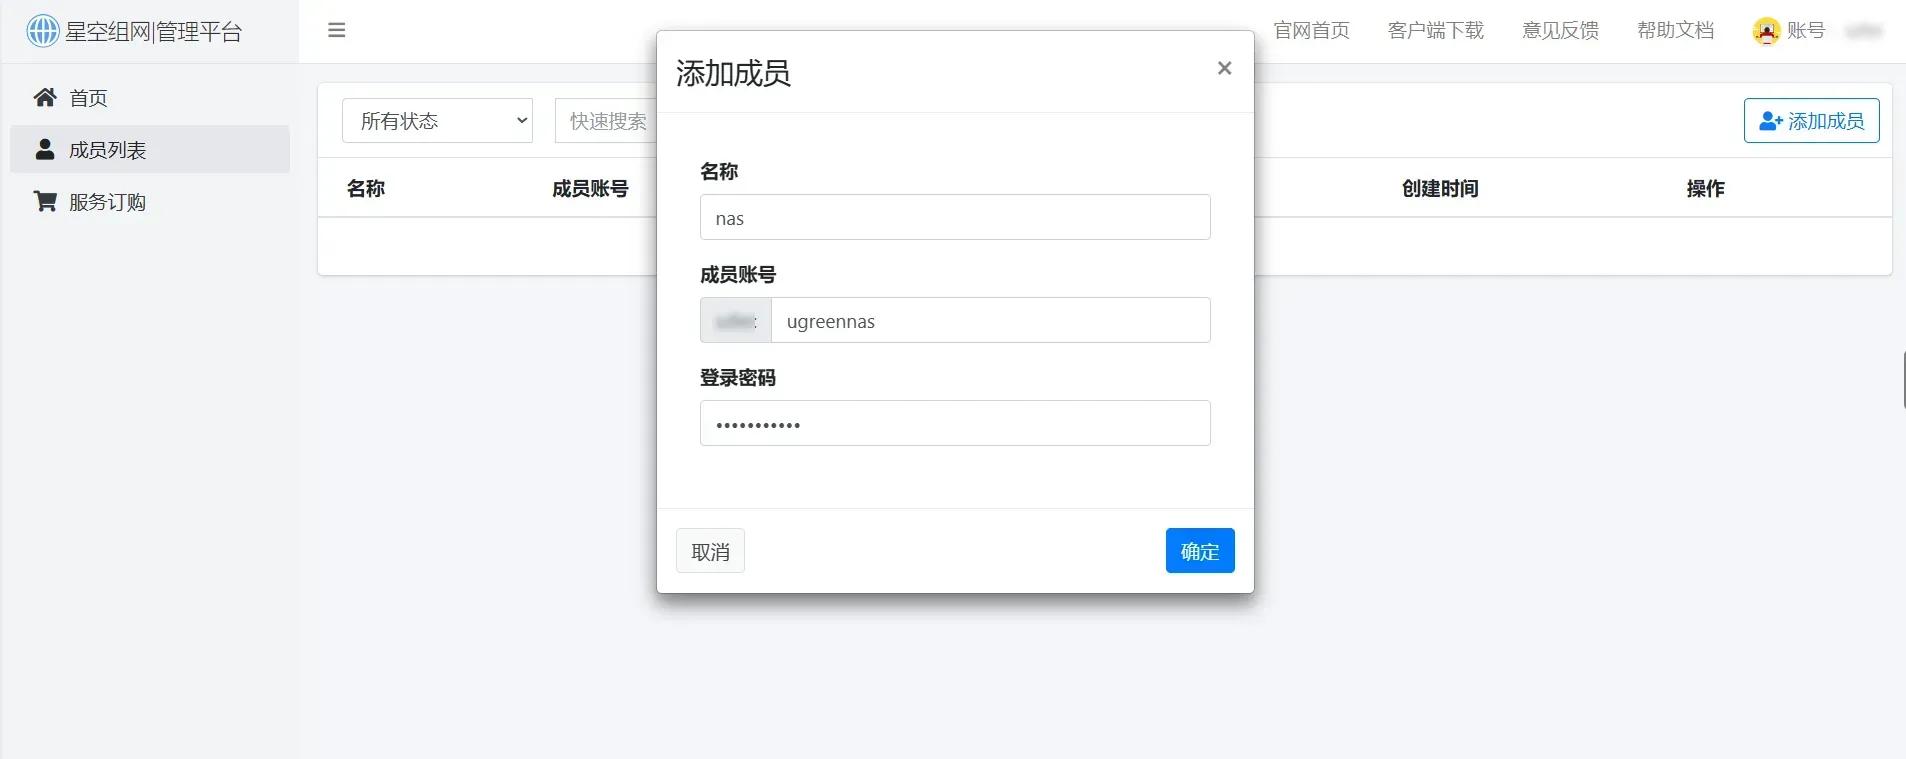 星空组网|管理平台
官网首页 客户端下载 意见反馈 帮助文档 账号
首页
成员列表
服务订购
所有状态 快速搜索 添加成员
名称 成员账号 创建时间 操作
添加成员 ×
名称
nas
成员账号
: ugreennas
登录密码
•••••••••••
取消 确定